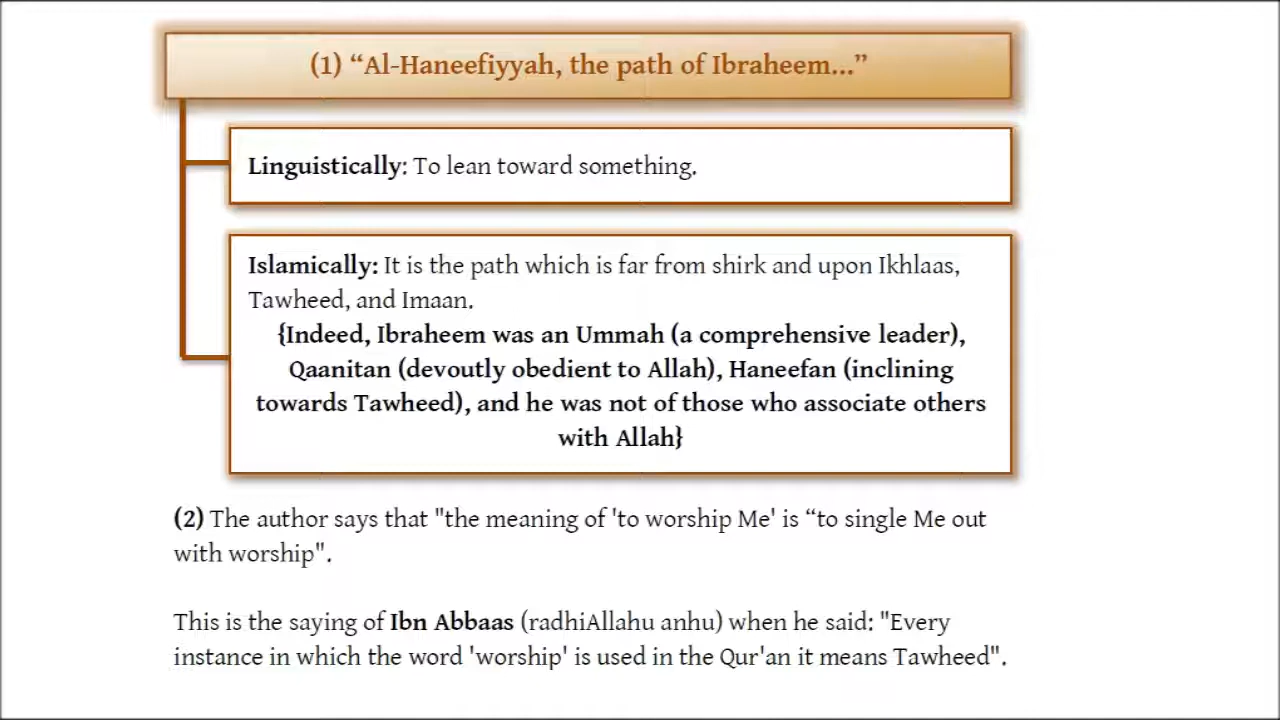 (1) “Al-Haneefiyyah, the path of Ibraheem...”
Linguistically: To lean toward something.
Islamically: It is the path which is far from shirk and upon Ikhlaas,
Tawheed, and Imaan.
{Indeed, Ibraheem was an Ummah (a comprehensive leader),
Qaanitan (devoutly obedient to Allah), Haneefan (inclining
towards Tawheed), and he was not of those who associate others
with Allah}
(2) The author says that "the meaning of 'to worship Me' is “to single Me out
with worship".
This is the saying of Ibn Abbaas (radhiAllahu anhu) when he said: "Every
instance in which the word 'worship' is used in the Qur'an it means Tawheed".